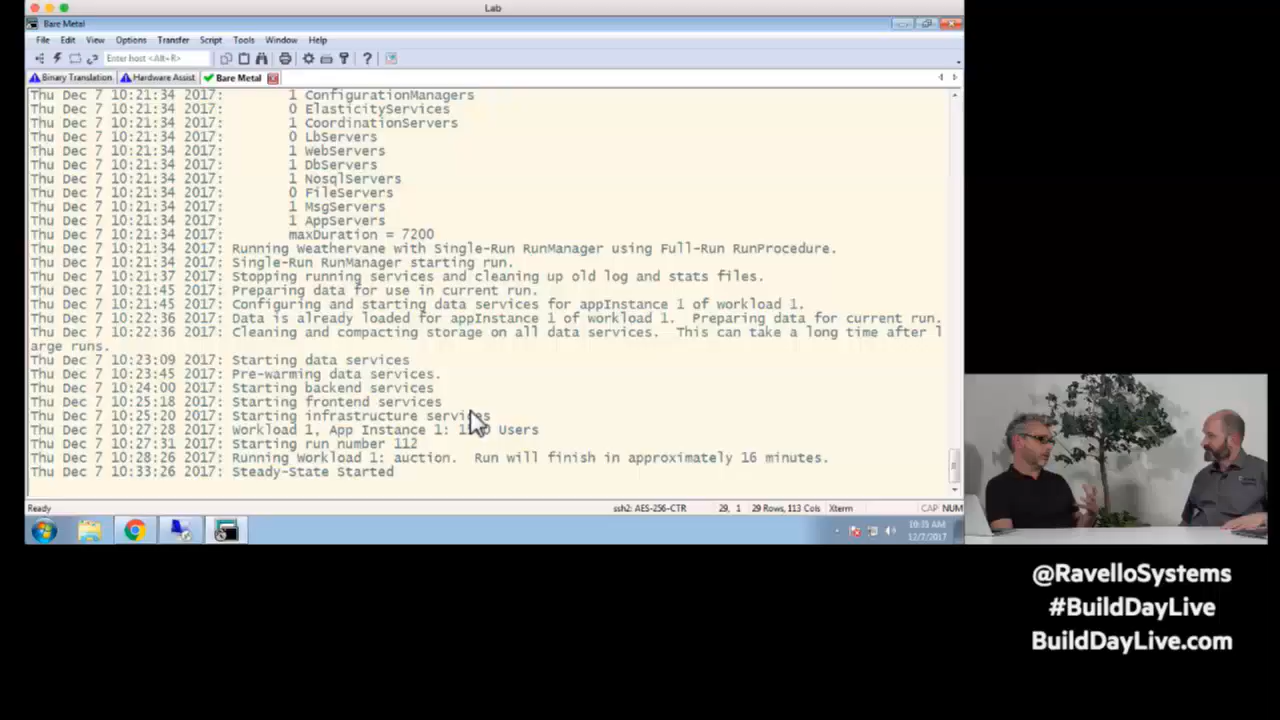 Lab
Bare Metal
File Edit View Options Transfer Script Tools Window Help
Enter host <Alt+R>
Binary Translation Hardware Assist Bare Metal
Thu Dec 7 10:21:34 2017: 1 ConfigurationManagers
Thu Dec 7 10:21:34 2017: 0 ElasticityServices
Thu Dec 7 10:21:34 2017: 1 CoordinationServers
Thu Dec 7 10:21:34 2017: 0 LbServers
Thu Dec 7 10:21:34 2017: 1 WebServers
Thu Dec 7 10:21:34 2017: 1 DbServers
Thu Dec 7 10:21:34 2017: 1 NosqlServers
Thu Dec 7 10:21:34 2017: 0 FileServers
Thu Dec 7 10:21:34 2017: 1 MsgServers
Thu Dec 7 10:21:34 2017: 1 AppServers
Thu Dec 7 10:21:34 2017: maxDuration = 7200
Thu Dec 7 10:21:34 2017: Running Weathervane with Single-Run RunManager using Full-Run RunProcedure.
Thu Dec 7 10:21:34 2017: Single-Run RunManager starting run.
Thu Dec 7 10:21:37 2017: Stopping running services and cleaning up old log and stats files.
Thu Dec 7 10:21:45 2017: Preparing data for use in current run.
Thu Dec 7 10:21:45 2017: Configuring and starting data services for appInstance 1 of workload 1.
Thu Dec 7 10:22:36 2017: Data is already loaded for appInstance 1 of workload 1. Preparing data for current run.
Thu Dec 7 10:22:36 2017: Cleaning and compacting storage on all data services. This can take a long time after l
arge runs.
Thu Dec 7 10:23:09 2017: Starting data services
Thu Dec 7 10:23:45 2017: Pre-warming data services.
Thu Dec 7 10:24:00 2017: Starting backend services
Thu Dec 7 10:25:18 2017: Starting frontend services
Thu Dec 7 10:25:20 2017: Starting infrastructure services
Thu Dec 7 10:27:28 2017: Workload 1, App Instance 1: Users
Thu Dec 7 10:27:31 2017: Starting run number 112
Thu Dec 7 10:28:26 2017: Running Workload 1: auction. Run will finish in approximately 16 minutes.
Thu Dec 7 10:33:26 2017: Steady-State Started
Ready ssh2: AES-256-CTR 29, 1 29 Rows, 113 Cols Xterm CAP NUM
12/7/2017
@RavelloSystems
#BuildDayLive
BuildDayLive.com